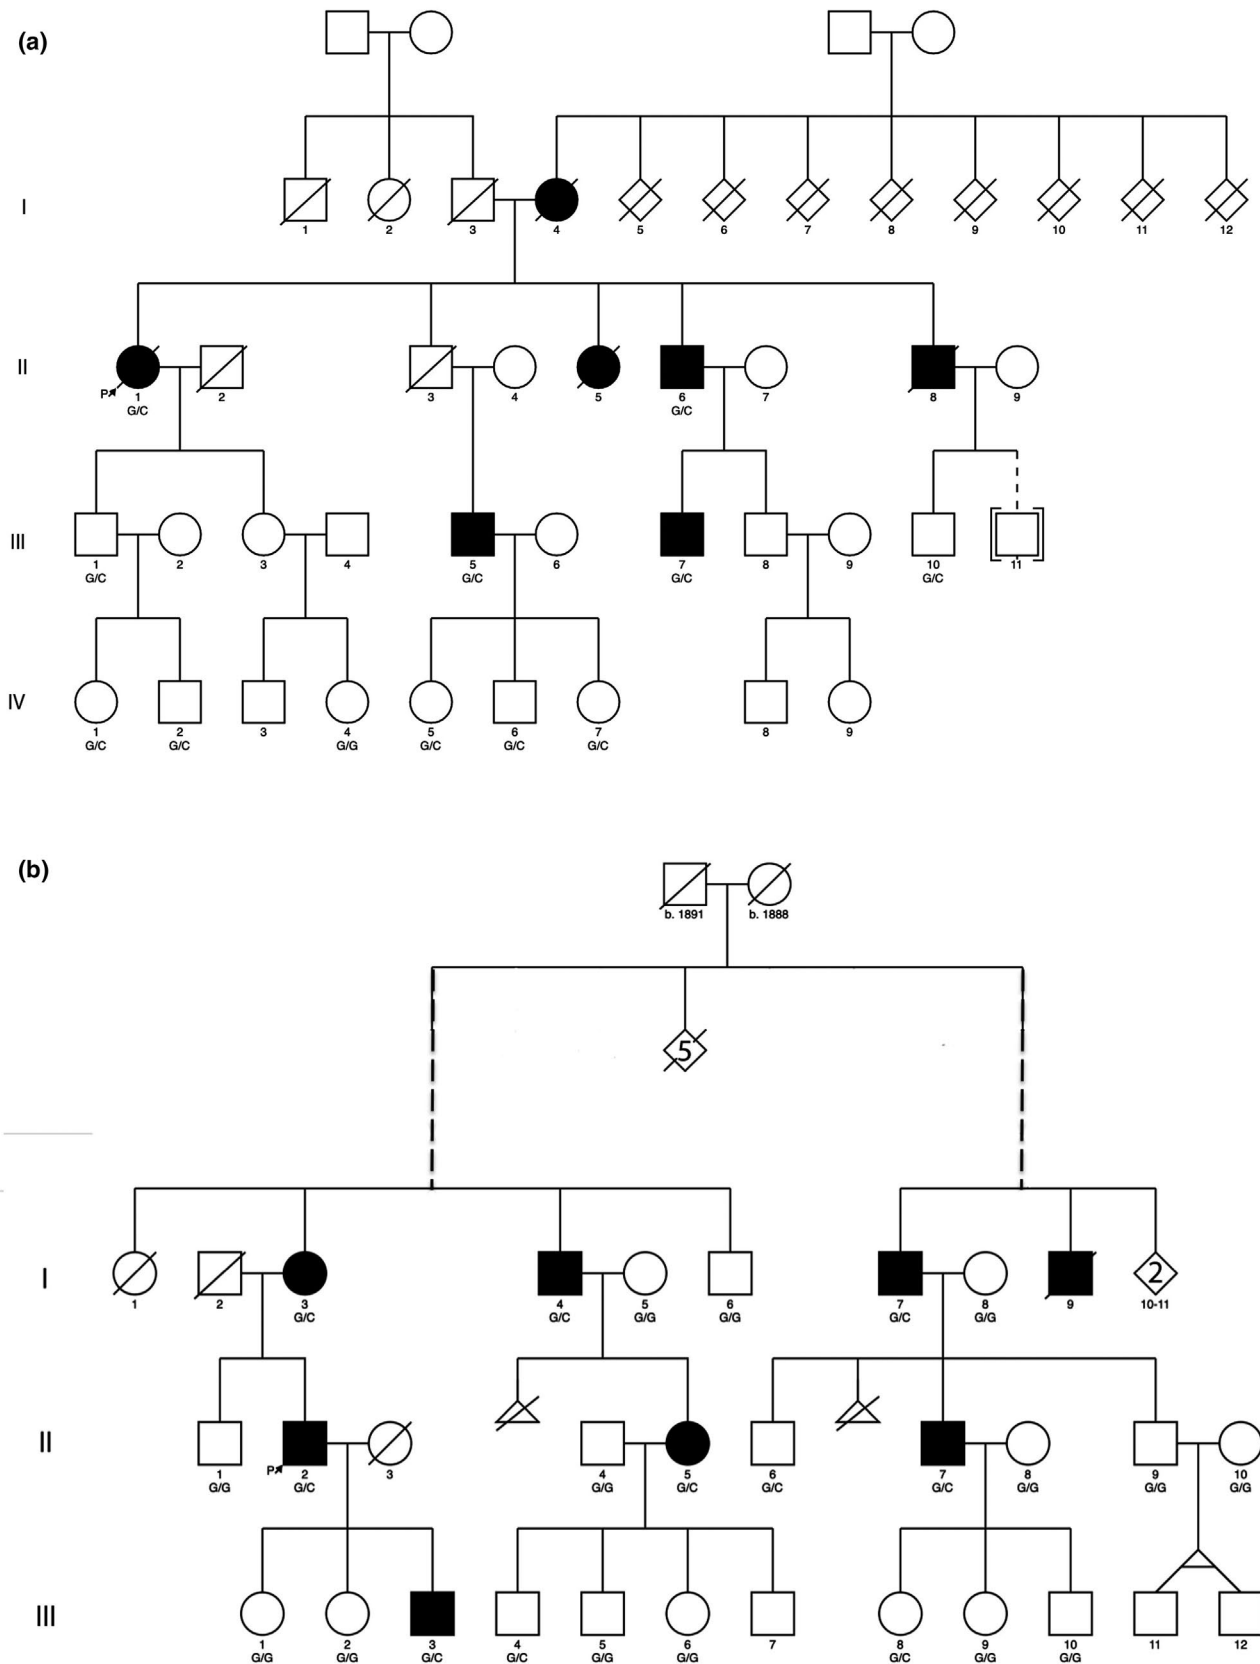 (a)
I
1 2 3 4 5 6 7 8 9 10 11 12
II
P 1 2 3 4 5 6 7 8 9
G/C G/C
III
1 2 3 4 5 6 7 8 9 10 11
G/C G/C G/C G/C
IV
1 2 3 4 5 6 7 8 9
G/C G/C G/G G/C G/C G/C
(b)
b. 1891 b. 1888
5
I
2
1 2 3 4 5 6 7 8 9 10-11
G/C G/C G/G G/G G/C G/G
II
P
1 2 3 4 5 6 7 8 9 10
G/G G/C G/G G/C G/C G/C G/G G/G G/G
III
1 2 3 4 5 6 7 8 9 10 11 12
G/G G/G G/C G/C G/G G/G G/C G/G G/G